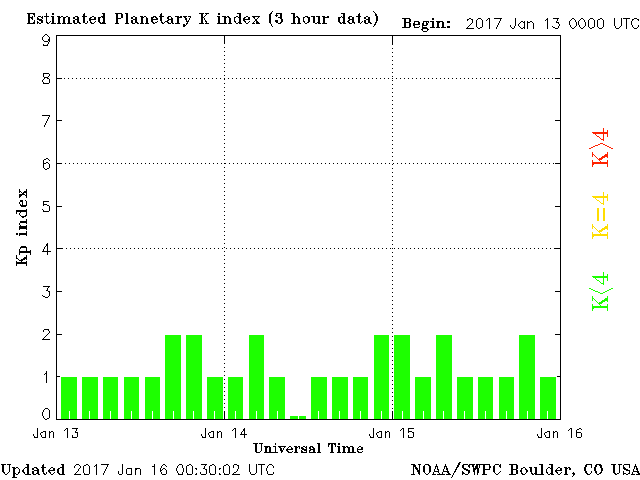 Estimated Planetary K index (3 hour data) Begin: 2017 Jan 13 0000 UTC
9
8
7
6
5
4
3
2
1
0
Kp index
K>4
K=4
K<4
Jan 13 Jan 14 Jan 15 Jan 16
Universal Time
Updated 2017 Jan 16 00:30:02 UTC NOAA/SWPC Boulder, CO USA